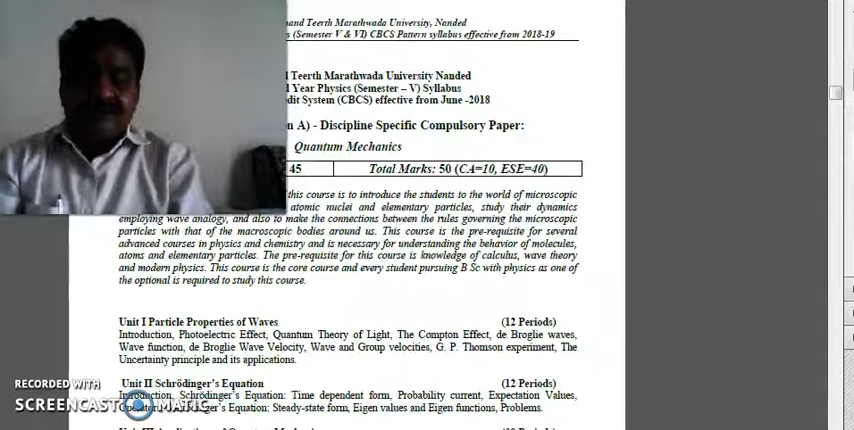 and Teerth Marathwada University, Nanded
(Semester V & VI) CBCS Pattern syllabus effective from 2018-19
Teerth Marathwada University Nanded
Year Physics (Semester – V) Syllabus
edit System (CBCS) effective from June -2018
on A) - Discipline Specific Compulsory Paper:
Quantum Mechanics
45 Total Marks: 50 (CA=10, ESE=40)
this course is to introduce the students to the world of microscopic
atomic nuclei and elementary particles, study their dynamics
employing wave analogy, and also to make the connections between the rules governing the microscopic
particles with that of the macroscopic bodies around us. This course is the pre-requisite for several
advanced courses in physics and chemistry and is necessary for understanding the behavior of molecules,
atoms and elementary particles. The pre-requisite for this course is knowledge of calculus, wave theory
and modern physics. This course is the core course and every student pursuing B Sc with physics as one of
the optional is required to study this course.
Unit I Particle Properties of Waves (12 Periods)
Introduction, Photoelectric Effect, Quantum Theory of Light, The Compton Effect, de Broglie waves,
Wave function, de Broglie Wave Velocity, Wave and Group velocities, G. P. Thomson experiment, The
Uncertainty principle and its applications.
Unit II Schrödinger's Equation (12 Periods)
Introduction, Schrödinger's Equation: Time dependent form, Probability current, Expectation Values,
Equation: Steady-state form, Eigen values and Eigen functions, Problems.
RECORDED WITH
SCREENCAST MATIC